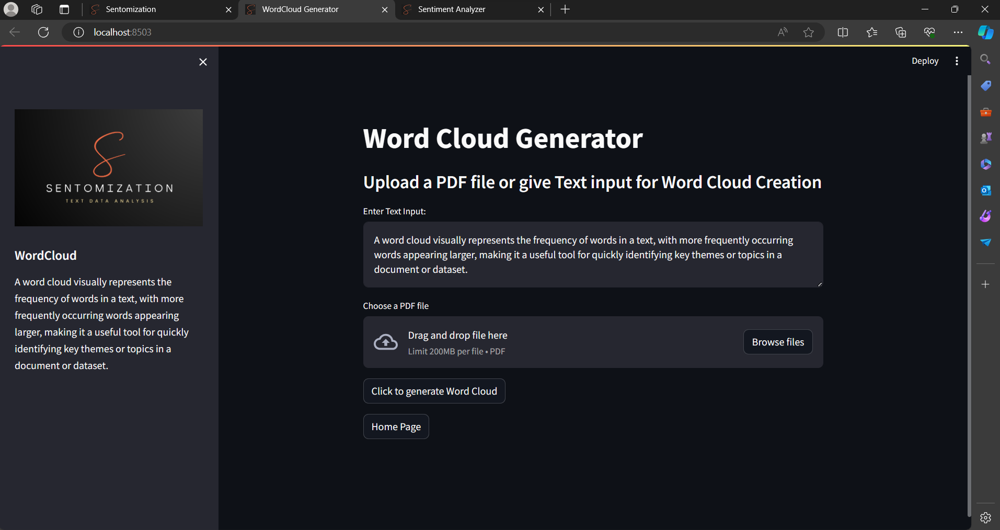 Sentomization
WordCloud Generator
Sentiment Analyzer
localhost:8503
Deploy
SENTOMIZATION
TEXT DATA ANALYSIS
WordCloud
A word cloud visually represents the
frequency of words in a text, with more
frequently occurring words appearing
larger, making it a useful tool for quickly
identifying key themes or topics in a
document or dataset.
Word Cloud Generator
Upload a PDF file or give Text input for Word Cloud Creation
Enter Text Input:
A word cloud visually represents the frequency of words in a text, with more frequently occurring
words appearing larger, making it a useful tool for quickly identifying key themes or topics in a
document or dataset.
Choose a PDF file
Drag and drop file here
Limit 200MB per file • PDF
Browse files
Click to generate Word Cloud
Home Page